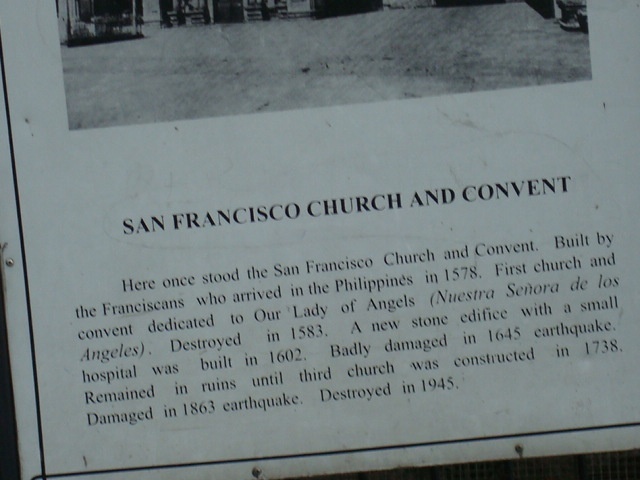 SAN FRANCISCO CHURCH AND CONVENT
Here once stood the San Francisco Church and Convent. Built by
the Franciscans who arrived in the Philippines in 1578. First church and
convent dedicated to Our Lady of Angels (Nuestra Señora de los
Angeles). Destroyed in 1583. A new stone edifice with a small
hospital was built in 1602. Badly damaged in 1645 earthquake.
Remained in ruins until third church was constructed in 1738.
Damaged in 1863 earthquake. Destroyed in 1945.